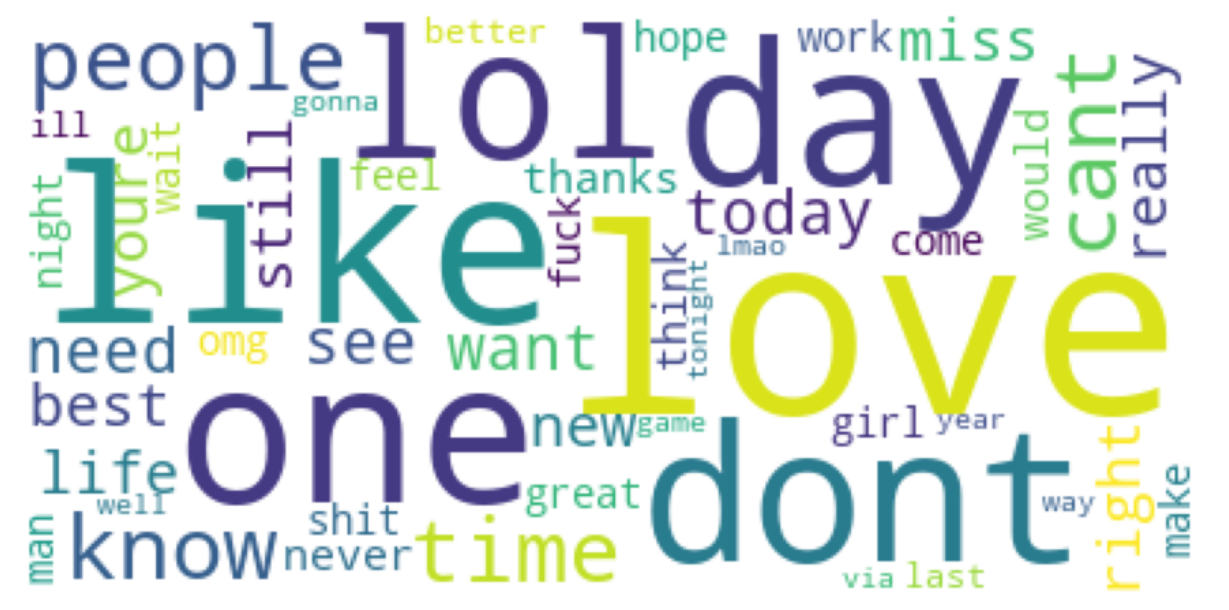 people
lol
better
hope
day
work
miss
cant
really
gonna
ill
youre
wait
still
like
feel
thanks
fuck
today
would
night
love
think
lmao
come
tonight
need
omg
see
want
best
one
new
game
girl
year
dont
right
life
well
great
know
shit
never
time
man
way
make
via
last